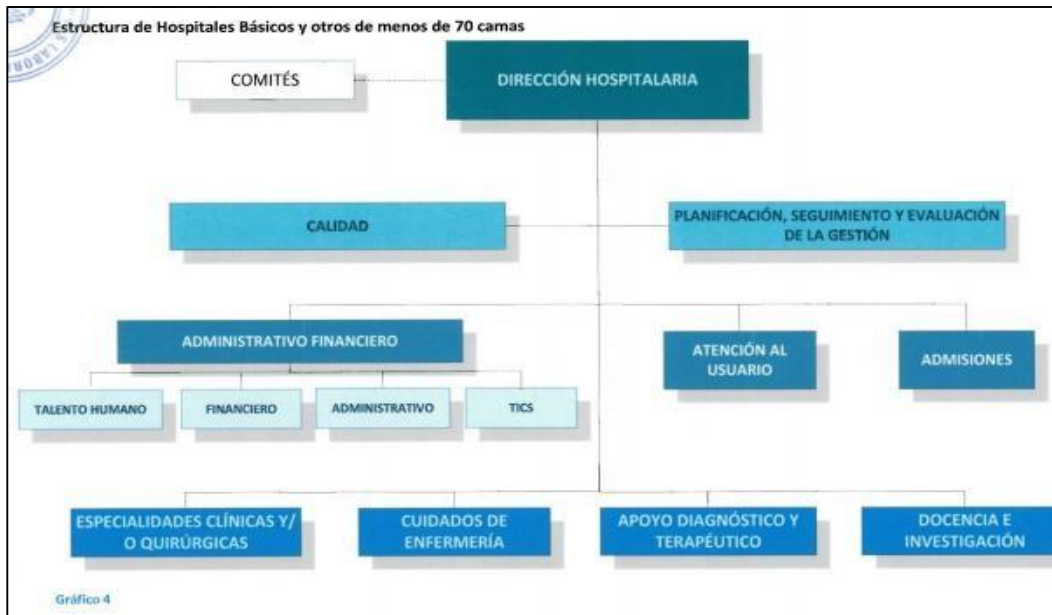 Estructura de Hospitales Básicos y otros de menos de 70 camas
COMITÉS
DIRECCIÓN HOSPITALARIA
CALIDAD
PLANIFICACIÓN, SEGUIMIENTO Y EVALUACIÓN
DE LA GESTIÓN
ADMINISTRATIVO FINANCIERO
ATENCIÓN AL
USUARIO
ADMISIONES
TALENTO HUMANO
FINANCIERO
ADMINISTRATIVO
TICS
ESPECIALIDADES CLÍNICAS Y/
O QUIRÚRGICAS
CUIDADOS DE
ENFERMERÍA
APOYO DIAGNÓSTICO Y
TERAPÉUTICO
DOCENCIA E
INVESTIGACIÓN
Gráfico 4